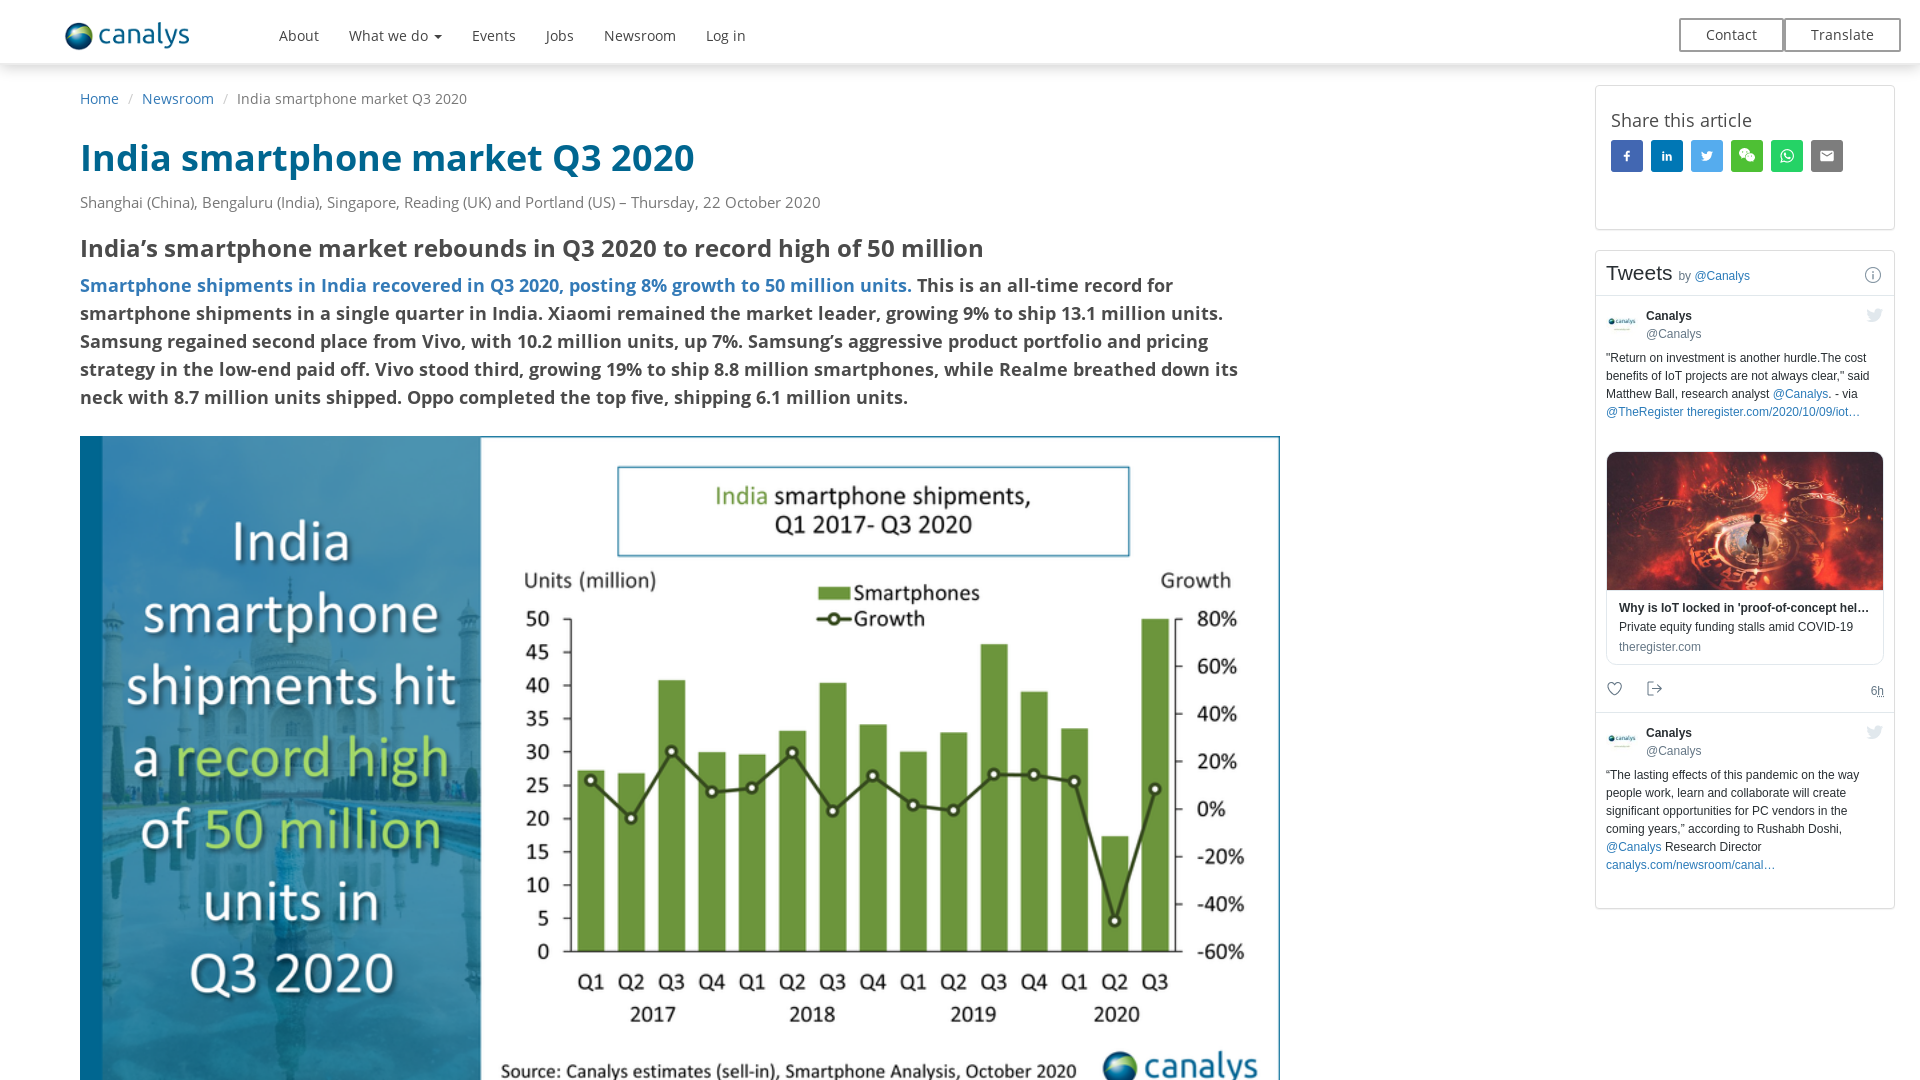 canalys
About What we do Events Jobs Newsroom Log in
Contact Translate
Home / Newsroom / India smartphone market Q3 2020
India smartphone market Q3 2020
Shanghai (China), Bengaluru (India), Singapore, Reading (UK) and Portland (US) – Thursday, 22 October 2020
India’s smartphone market rebounds in Q3 2020 to record high of 50 million
Smartphone shipments in India recovered in Q3 2020, posting 8% growth to 50 million units. This is an all-time record for
smartphone shipments in a single quarter in India. Xiaomi remained the market leader, growing 9% to ship 13.1 million units.
Samsung regained second place from Vivo, with 10.2 million units, up 7%. Samsung’s aggressive product portfolio and pricing
strategy in the low-end paid off. Vivo stood third, growing 19% to ship 8.8 million smartphones, while Realme breathed down its
neck with 8.7 million units shipped. Oppo completed the top five, shipping 6.1 million units.
India
smartphone
shipments hit
a record high
of 50 million
units in
Q3 2020
India smartphone shipments,
Q1 2017- Q3 2020
Units (million)
Growth
Smartphones
Growth
50
45
40
35
30
25
20
15
10
5
0
80%
60%
40%
20%
0%
-20%
-40%
-60%
Q1 Q2 Q3 Q4 Q1 Q2 Q3 Q4 Q1 Q2 Q3 Q4 Q1 Q2 Q3
2017 2018 2019 2020
Source: Canalys estimates (sell-in), Smartphone Analysis, October 2020
canalys
Share this article
Tweets by @Canalys
Canalys
@Canalys
"Return on investment is another hurdle.The cost
benefits of IoT projects are not always clear," said
Matthew Ball, research analyst @Canalys. - via
@TheRegister theregister.com/2020/10/09/iot…
Why is IoT locked in 'proof-of-concept hel…
Private equity funding stalls amid COVID-19
theregister.com
6h
Canalys
@Canalys
“The lasting effects of this pandemic on the way
people work, learn and collaborate will create
significant opportunities for PC vendors in the
coming years,” according to Rushabh Doshi,
@Canalys Research Director
canalys.com/newsroom/canal…